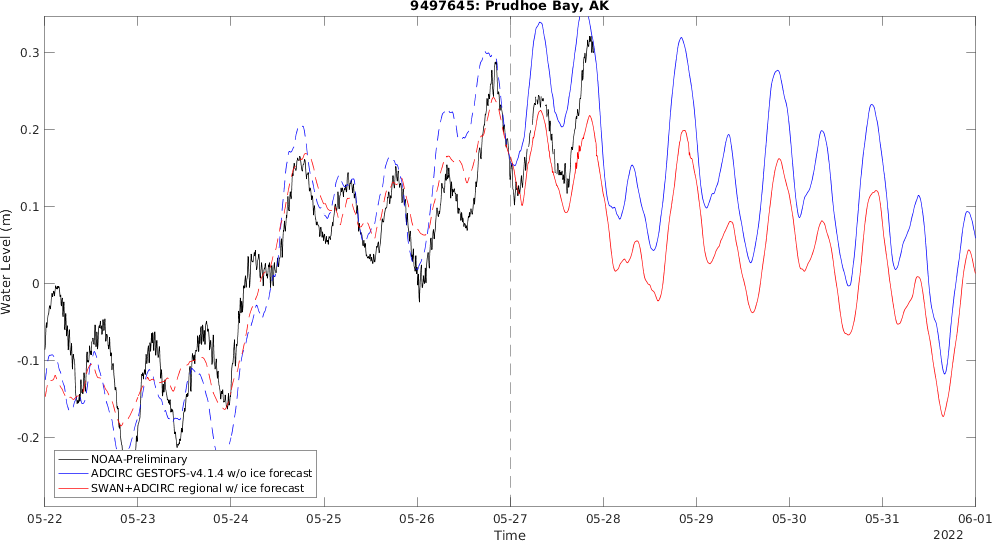 9497645: Prudhoe Bay, AK
Water Level (m)
0.3
0.2
0.1
0
-0.1
-0.2
NOAA-Preliminary
ADCIRC GESTOFS-v4.1.4 w/o ice forecast
SWAN+ADCIRC regional w/ ice forecast
05-22 05-23 05-24 05-25 05-26 05-27 05-28 05-29 05-30 05-31 06-01
Time
2022